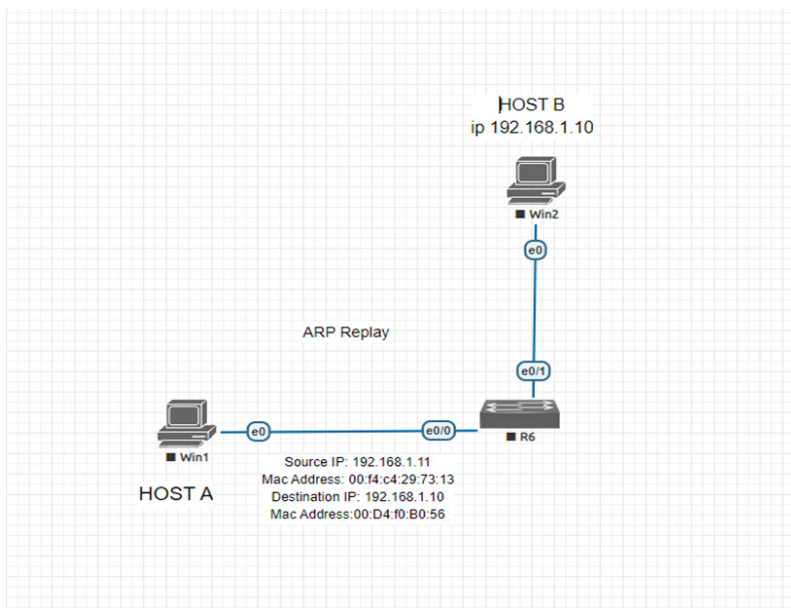 HOST B
ip 192.168.1.10
Win2
e0
ARP Replay
e0/1
e0
e0/0
Win1
R6
HOST A
Source IP: 192.168.1.11
Mac Address: 00:f4:c4:29:73:13
Destination IP: 192.168.1.10
Mac Address:00:D4:f0:B0:56